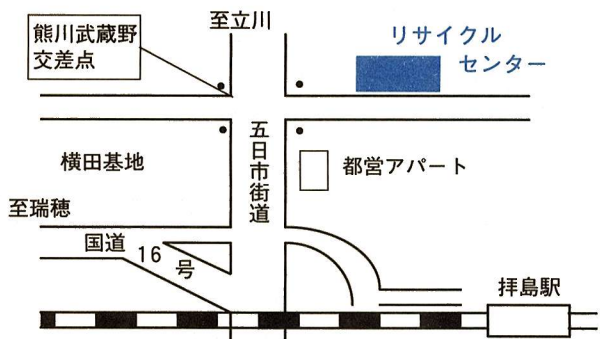 至立川
熊川武蔵野
交差点
リサイクル
センター
五日市街道
横田基地
都営アパート
至瑞穂
国道
16
号
拝島駅